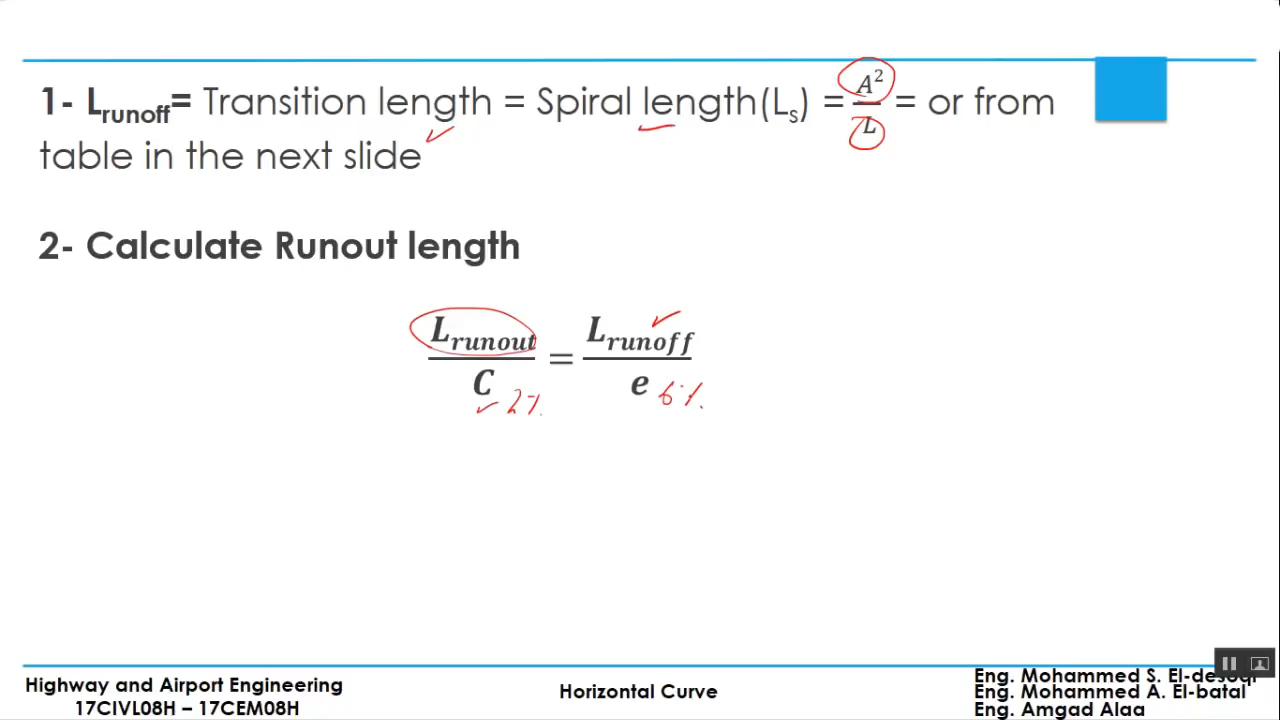 1- Lrunoff= Transition length = Spiral length(Ls) = A²/L = or from
table in the next slide
2- Calculate Runout length
Lrunout/C = Lrunoff/e
2% 6%
Highway and Airport Engineering
17CIVL08H – 17CEM08H
Horizontal Curve
Eng. Mohammed S. El-desuqi
Eng. Mohammed A. El-batal
Eng. Amgad Alaa